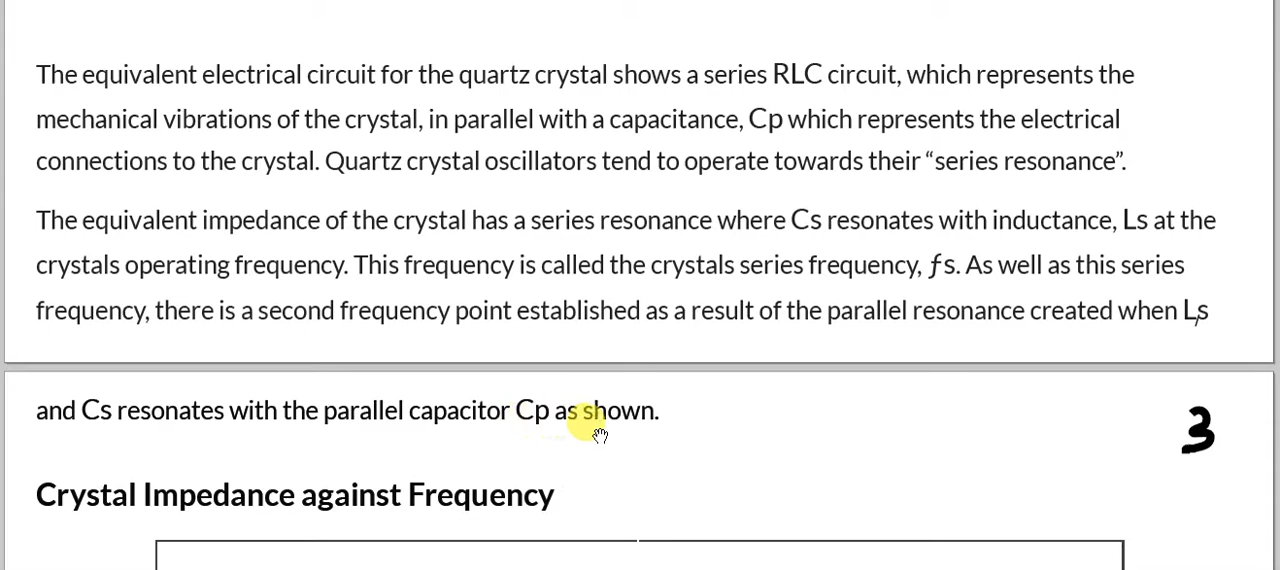 The equivalent electrical circuit for the quartz crystal shows a series RLC circuit, which represents the
mechanical vibrations of the crystal, in parallel with a capacitance, Cp which represents the electrical
connections to the crystal. Quartz crystal oscillators tend to operate towards their “series resonance”.
The equivalent impedance of the crystal has a series resonance where Cs resonates with inductance, Ls at the
crystals operating frequency. This frequency is called the crystals series frequency, ƒs. As well as this series
frequency, there is a second frequency point established as a result of the parallel resonance created when Ls
and Cs resonates with the parallel capacitor Cp as shown.
3
Crystal Impedance against Frequency